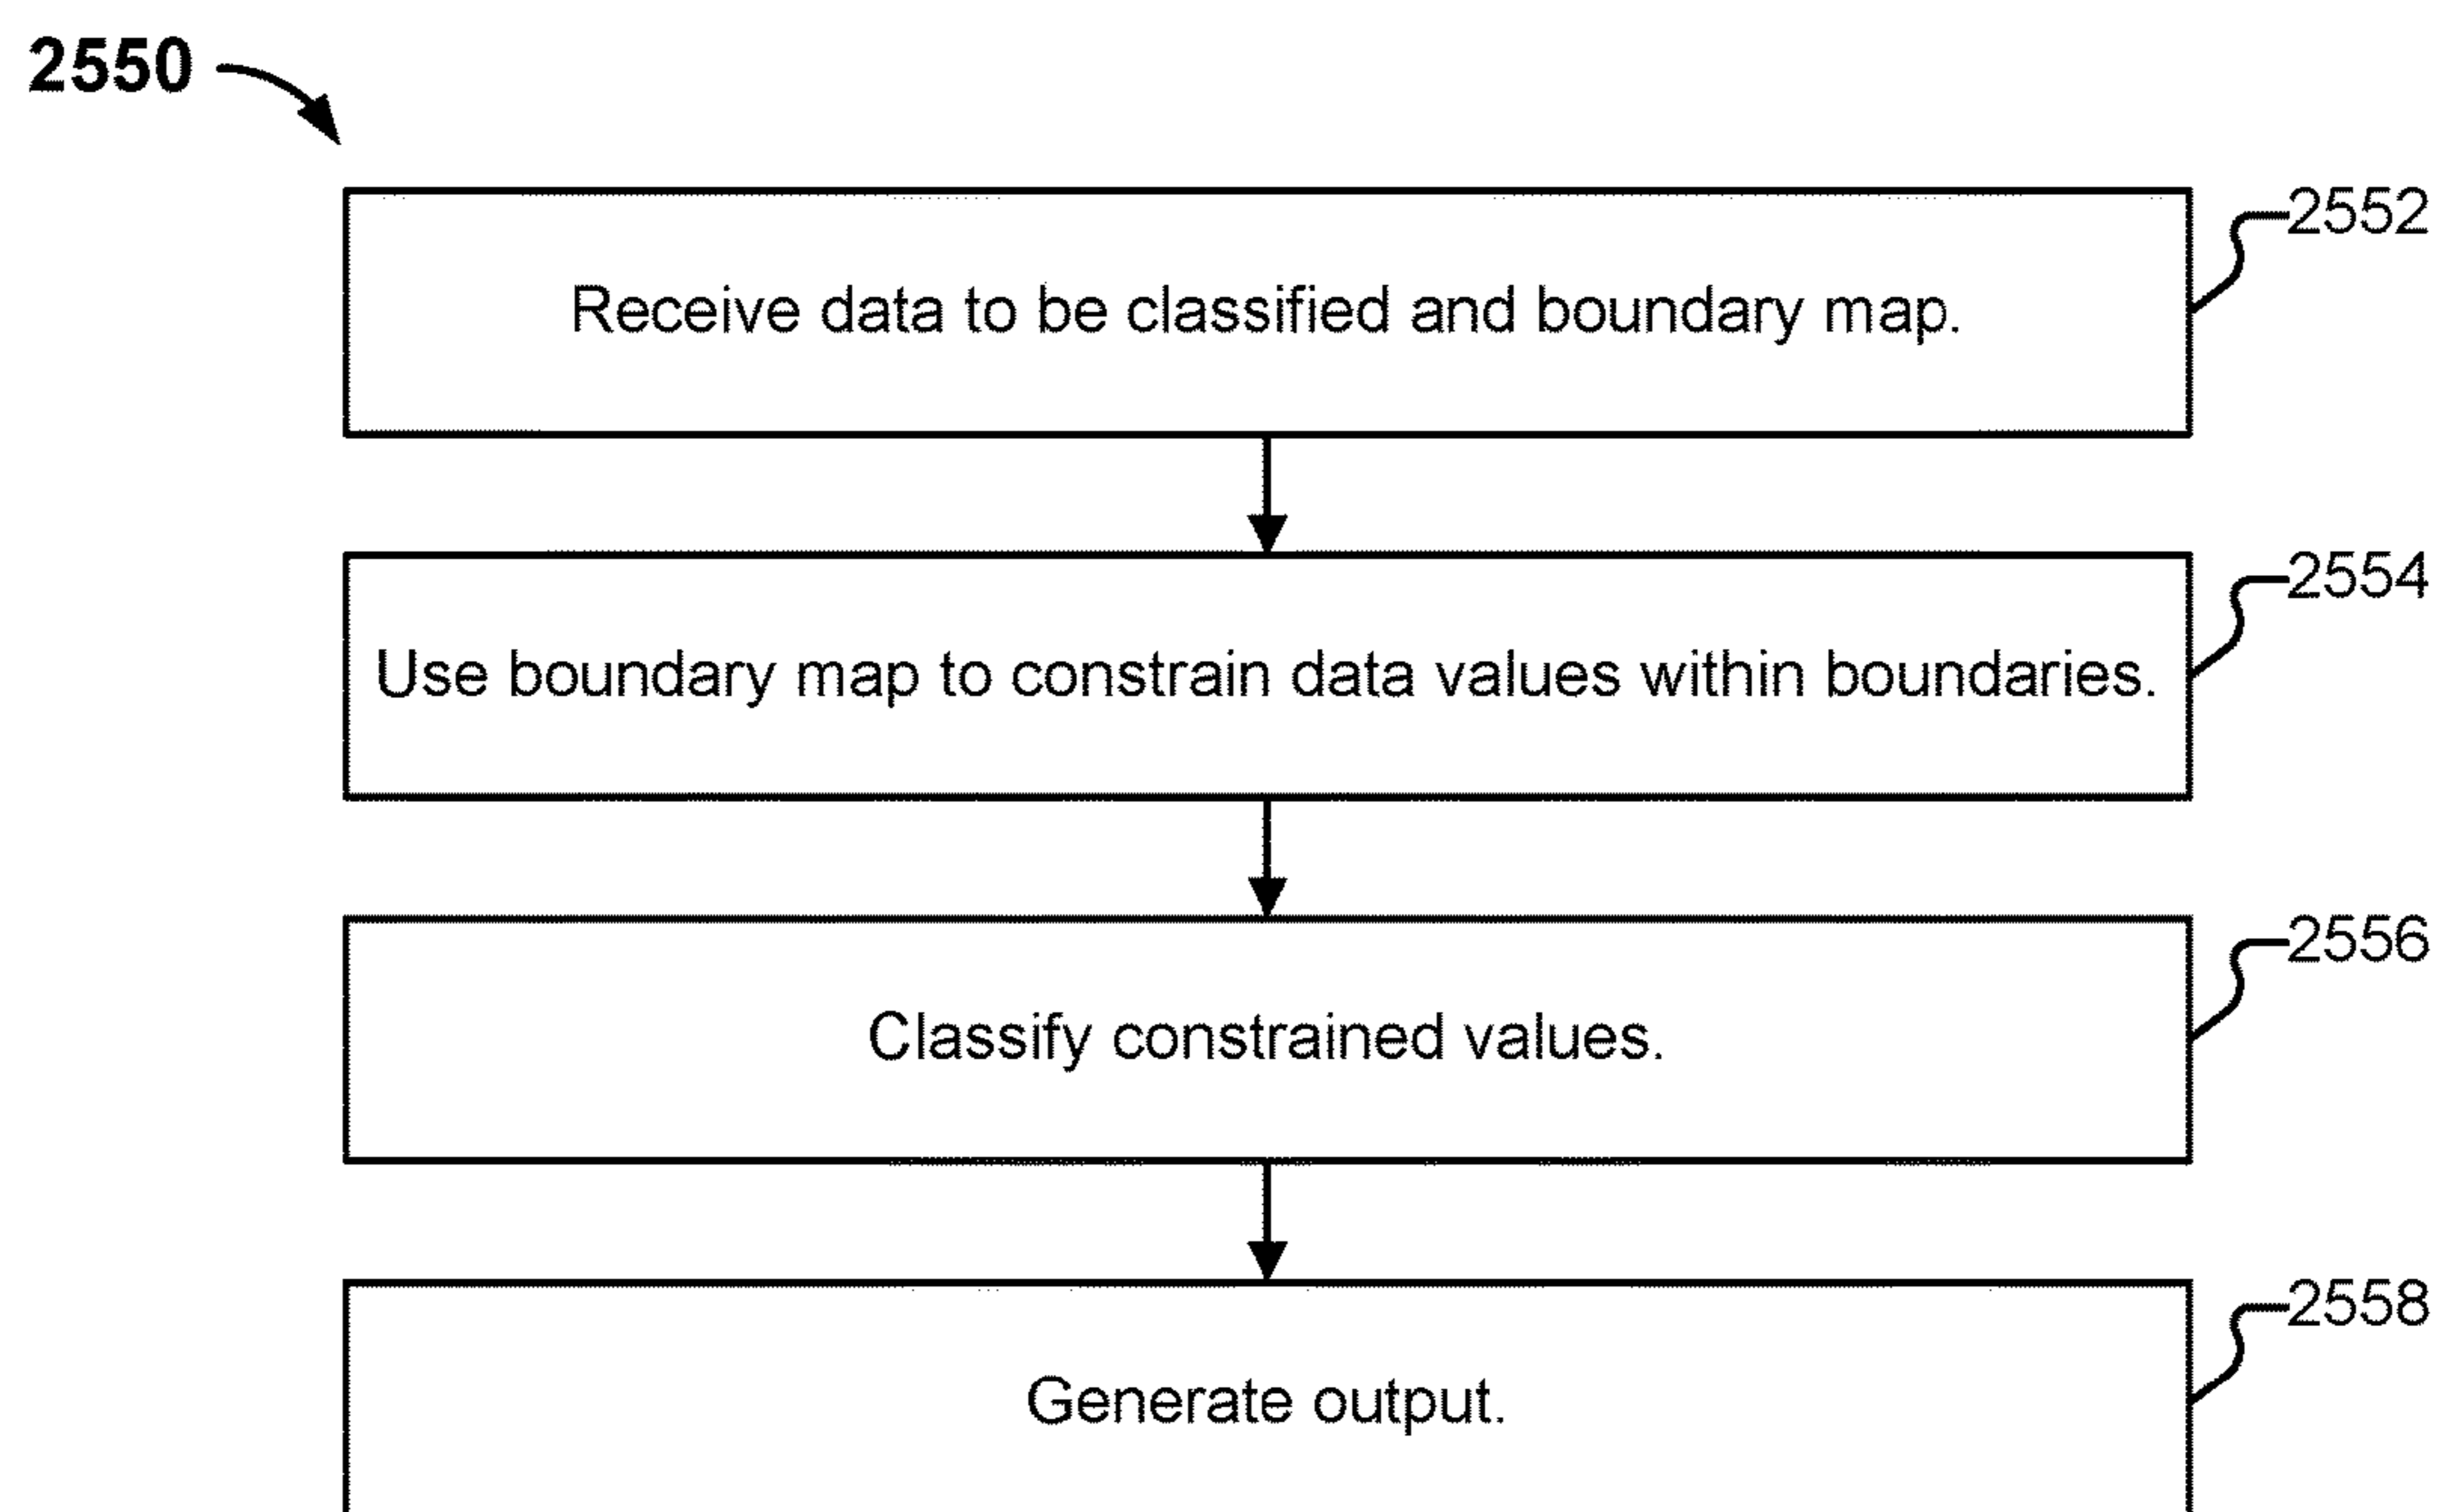 2550
2552
Receive data to be classified and boundary map.
2554
Use boundary map to constrain data values within boundaries.
2556
Classify constrained values.
2558
Generate output.